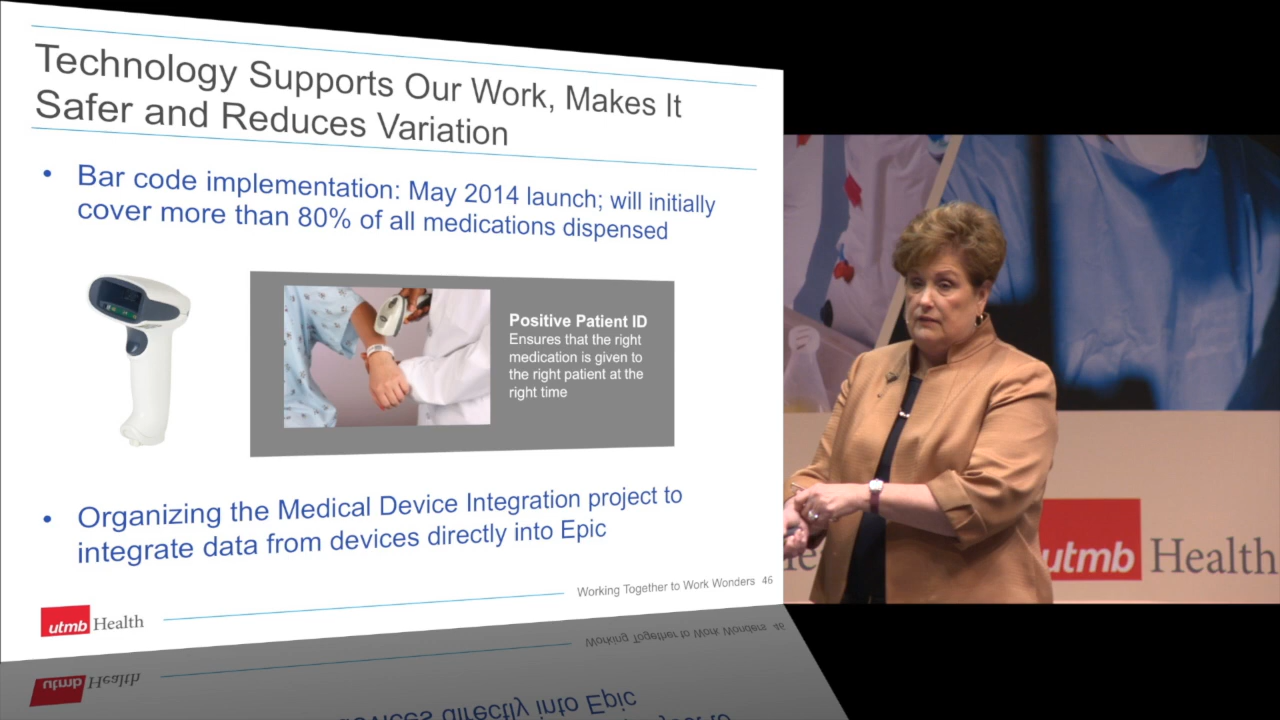 Technology Supports Our Work, Makes It
Safer and Reduces Variation
• Bar code implementation: May 2014 launch; will initially
cover more than 80% of all medications dispensed
Positive Patient ID
Ensures that the right
medication is given to
the right patient at the
right time
• Organizing the Medical Device Integration project to
integrate data from devices directly into Epic
Working Together to Work Wonders 46
utmb Health
utmb Health